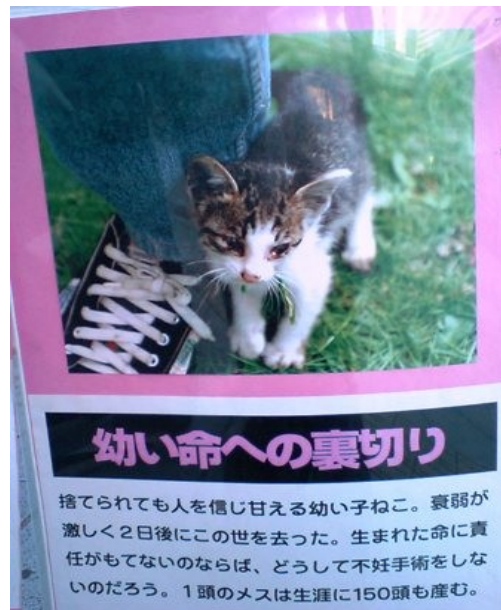 幼い命への裏切り
捨てられても人を信じ甘える幼い子ねこ。衰弱が
激しく2日後にこの世を去った。生まれた命に責
任がもてないのならば、どうして不妊手術をしな
いのだろう。1頭のメスは生涯に150頭も産む。